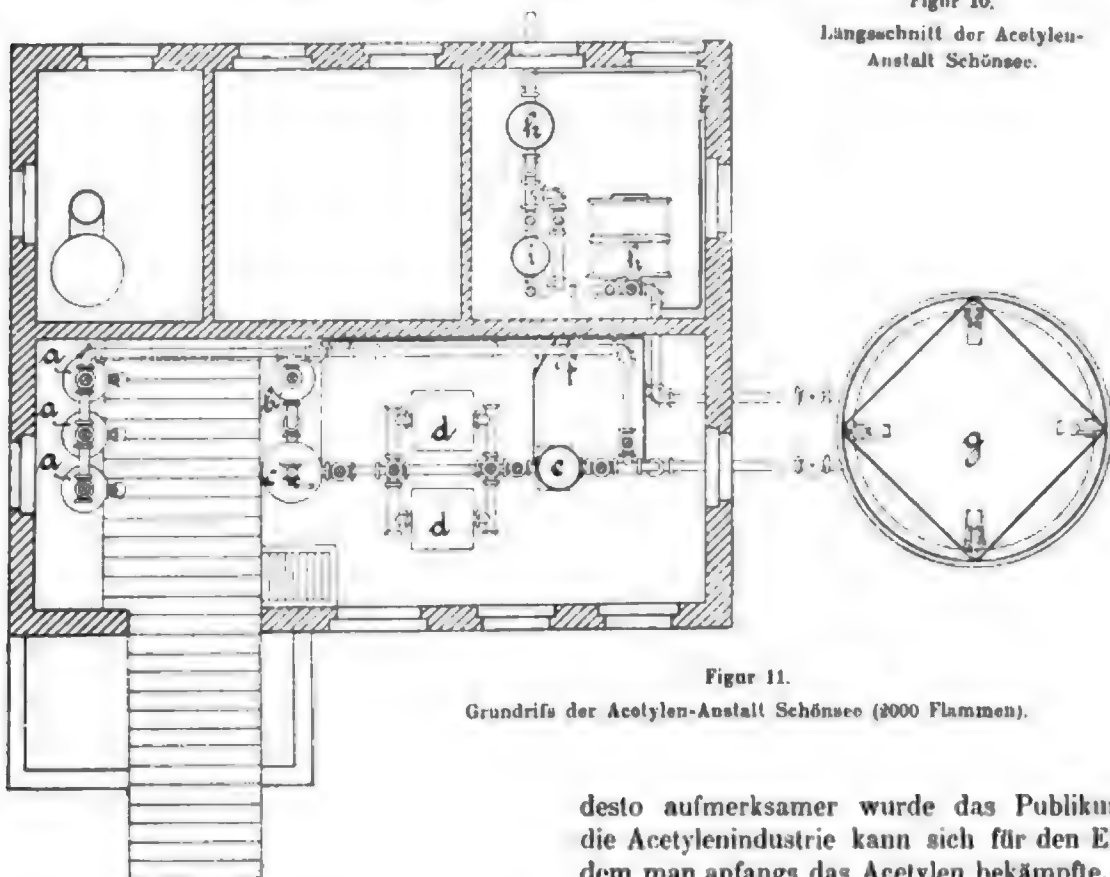 Figur 10.
Längsschnitt der Acetylen-
Anstalt Schönsee.
h
i
k
a
a
a
b
f
d
e
d
g
Figur 11.
Grundriſs der Acetylen-Anstalt Schönsee (2000 Flammen).
desto aufmerksamer wurde das
die Acetylenindustrie kann sich für den
dem man anfangs das Acetylen bekämpfte.